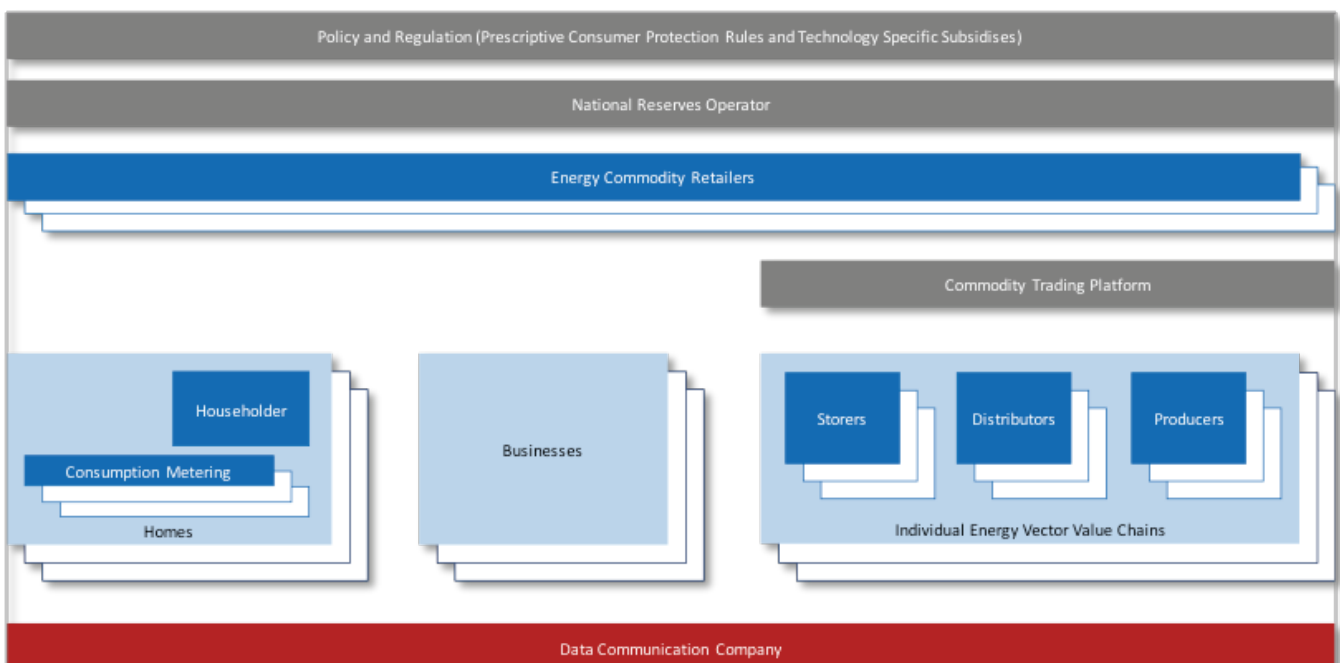 Policy and Regulation (Prescriptive Consumer Protection Rules and Technology Specific Subsidises)
National Reserves Operator
Energy Commodity Retailers
Commodity Trading Platform
Householder
Consumption Metering
Homes
Businesses
Storers
Distributors
Producers
Individual Energy Vector Value Chains
Data Communication Company